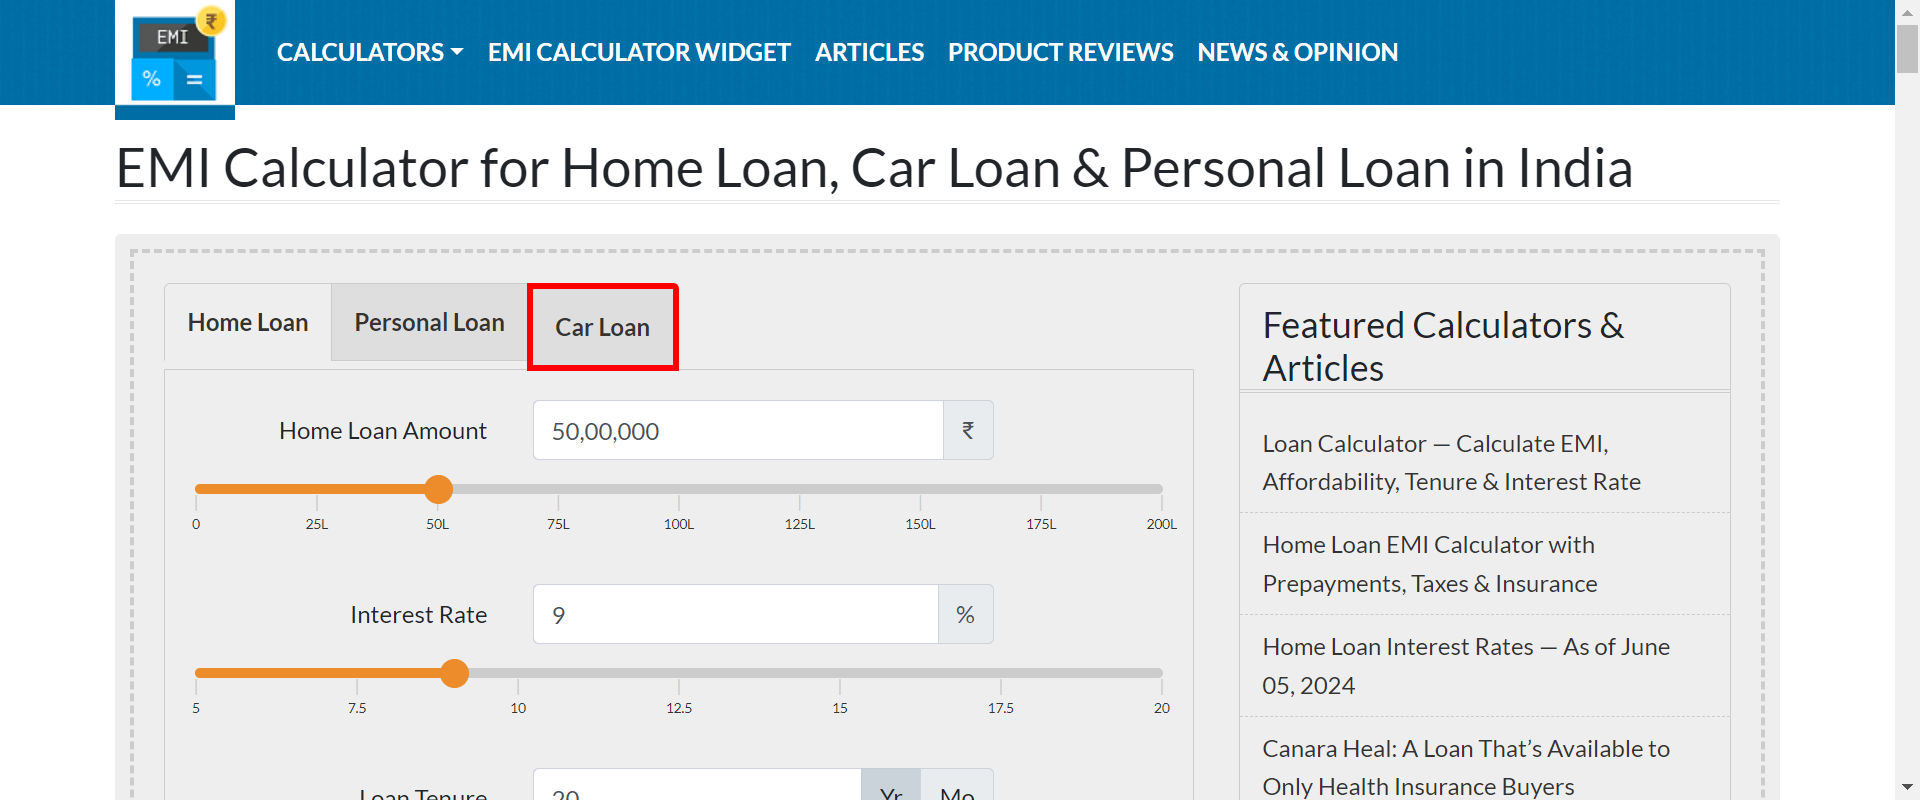 EMI
% =
₹
CALCULATORS EMI CALCULATOR WIDGET ARTICLES PRODUCT REVIEWS NEWS & OPINION
EMI Calculator for Home Loan, Car Loan & Personal Loan in India
Home Loan Personal Loan Car Loan
Home Loan Amount 50,00,000 ₹
0 25L 50L 75L 100L 125L 150L 175L 200L
Interest Rate 9 %
5 7.5 10 12.5 15 17.5 20
Loan Tenure 20 Yr Mo
Featured Calculators &
Articles
Loan Calculator — Calculate EMI,
Affordability, Tenure & Interest Rate
Home Loan EMI Calculator with
Prepayments, Taxes & Insurance
Home Loan Interest Rates — As of June
05, 2024
Canara Heal: A Loan That’s Available to
Only Health Insurance Buyers